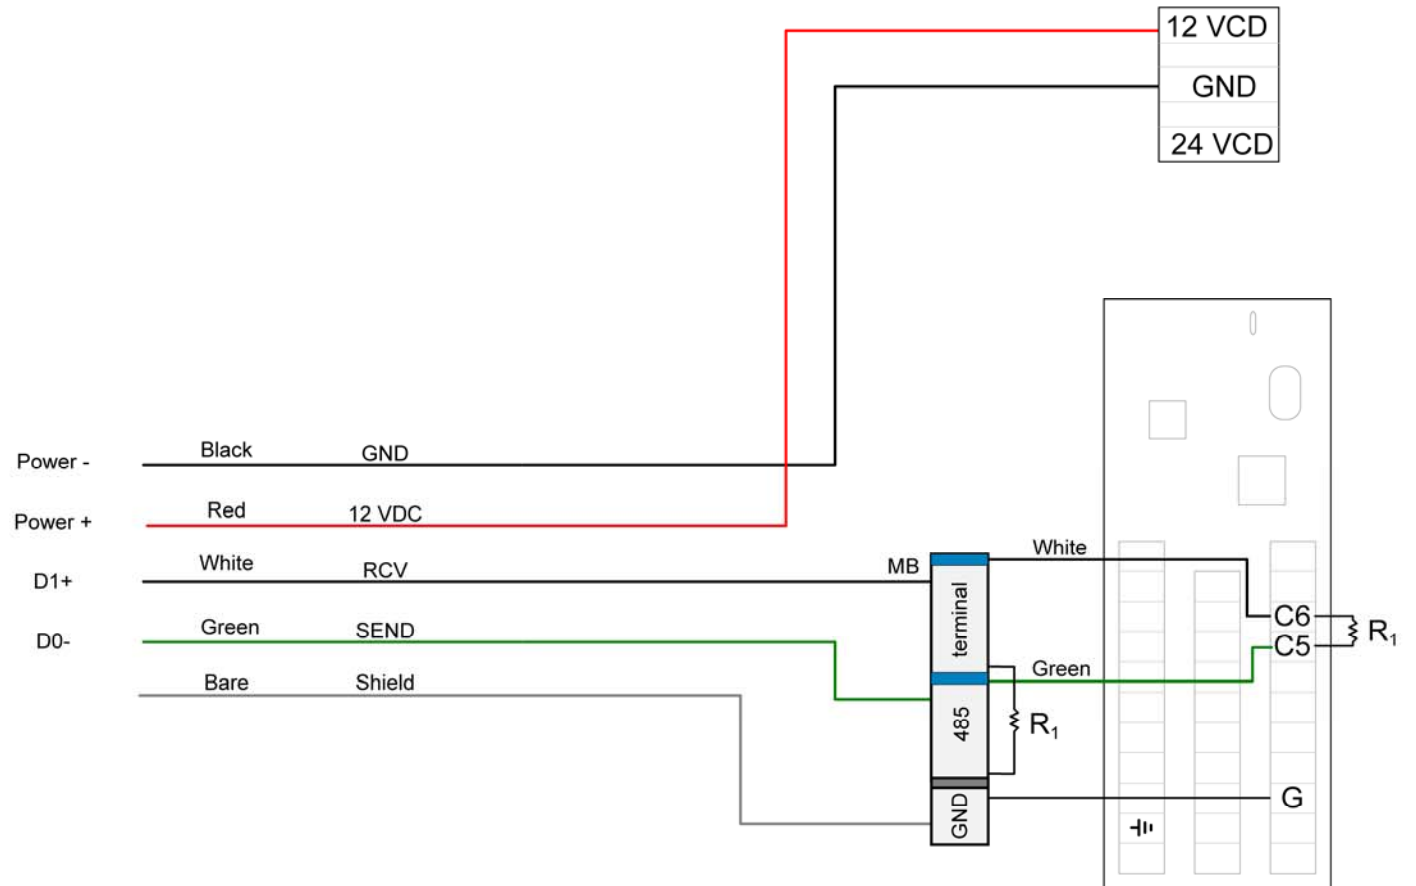 12 VCD
GND
24 VCD
Power - Black GND
Power + Red 12 VDC
D1+ White RCV
D0- Green SEND
Bare Shield
MB
terminal
485
GND
White
Green
R1
C6
C5
R1
G